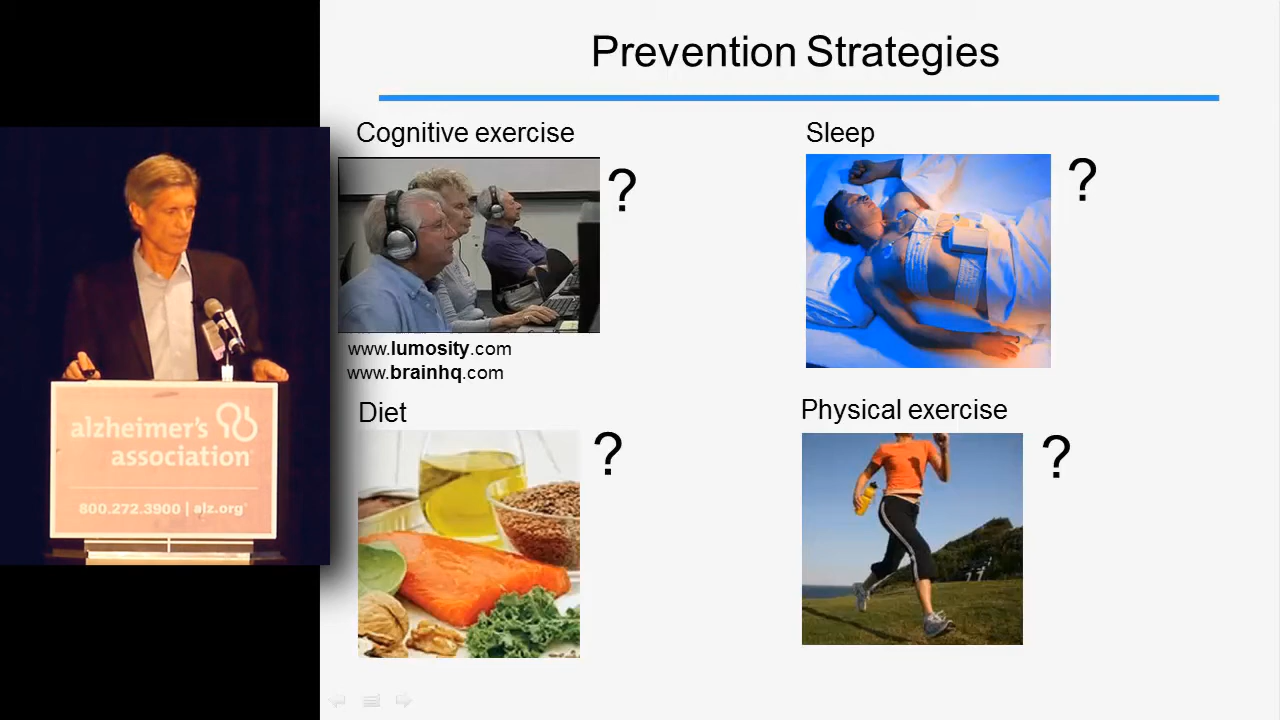 Prevention Strategies
Cognitive exercise
?
Sleep
?
www.lumosity.com
www.brainhq.com
Diet
?
Physical exercise
?
alzheimer's
association
800.272.3900 | alz.org